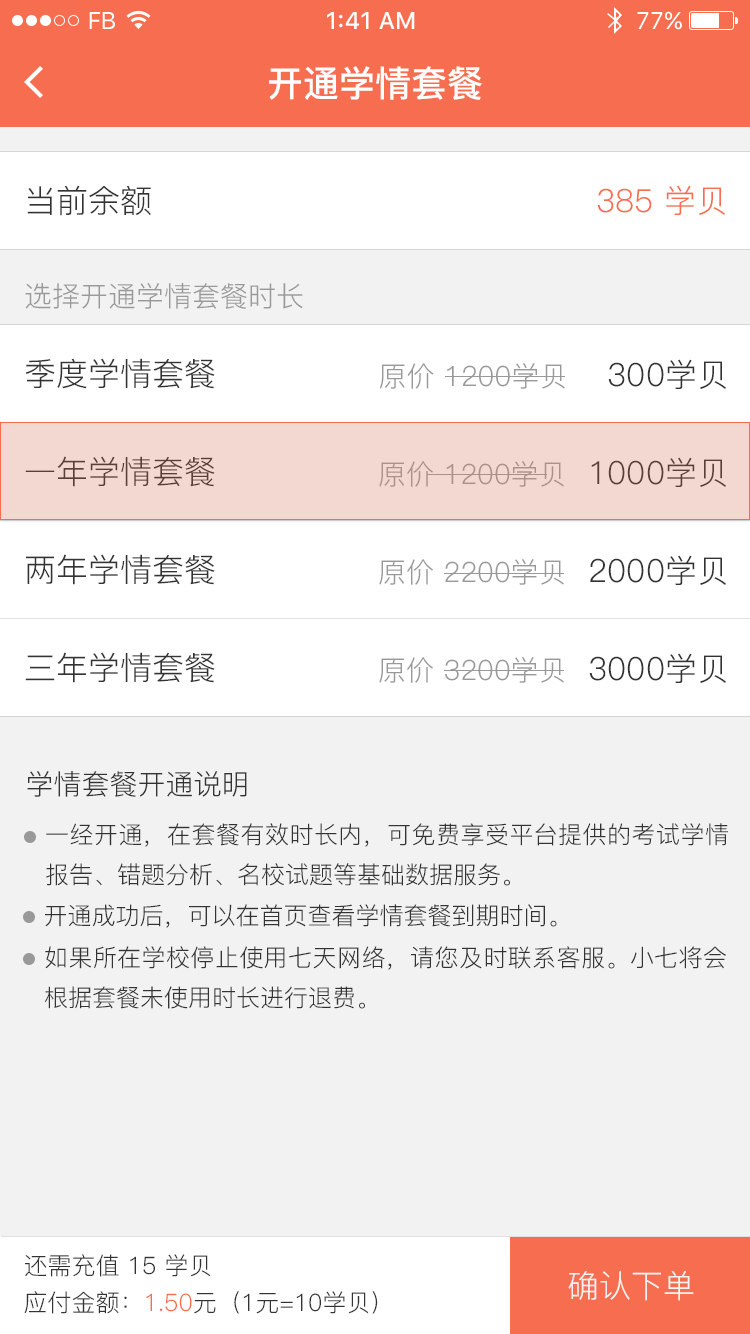 FB 1:41 AM 77%
开通学情套餐
当前余额 385 学贝
选择开通学情套餐时长
季度学情套餐 原价 1200学贝 300学贝
一年学情套餐 原价 1200学贝 1000学贝
两年学情套餐 原价 2200学贝 2000学贝
三年学情套餐 原价 3200学贝 3000学贝
学情套餐开通说明
一经开通，在套餐有效时长内，可免费享受平台提供的考试学情
报告、错题分析、名校试题等基础数据服务。
开通成功后，可以在首页查看学情套餐到期时间。
如果所在学校停止使用七天网络，请您及时联系客服。小七将会
根据套餐未使用时长进行退费。
还需充值 15 学贝
应付金额：1.50元（1元=10学贝）
确认下单